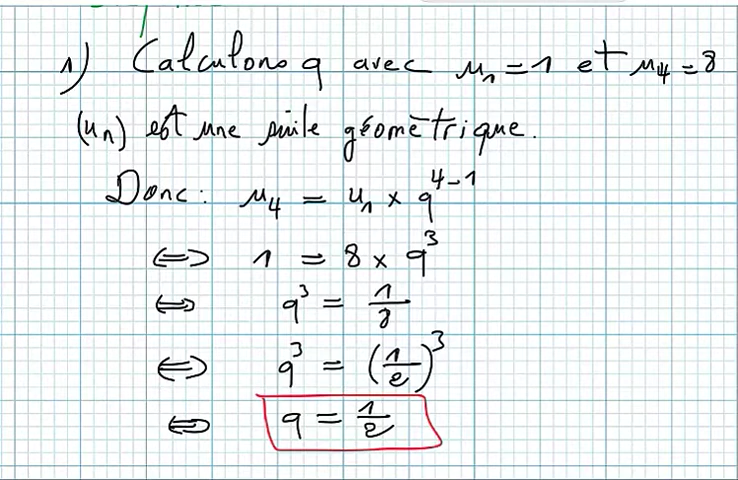 1) Calculons q avec u₁ = 1 et u₄ = 8
(uₙ) est une suite géométrique.
Donc : u₄ = u₁ × q⁴⁻¹
⟺ 1 = 8 × q³
⟺ q³ = 1/8
⟺ q³ = (1/2)³
⟺ q = 1/2